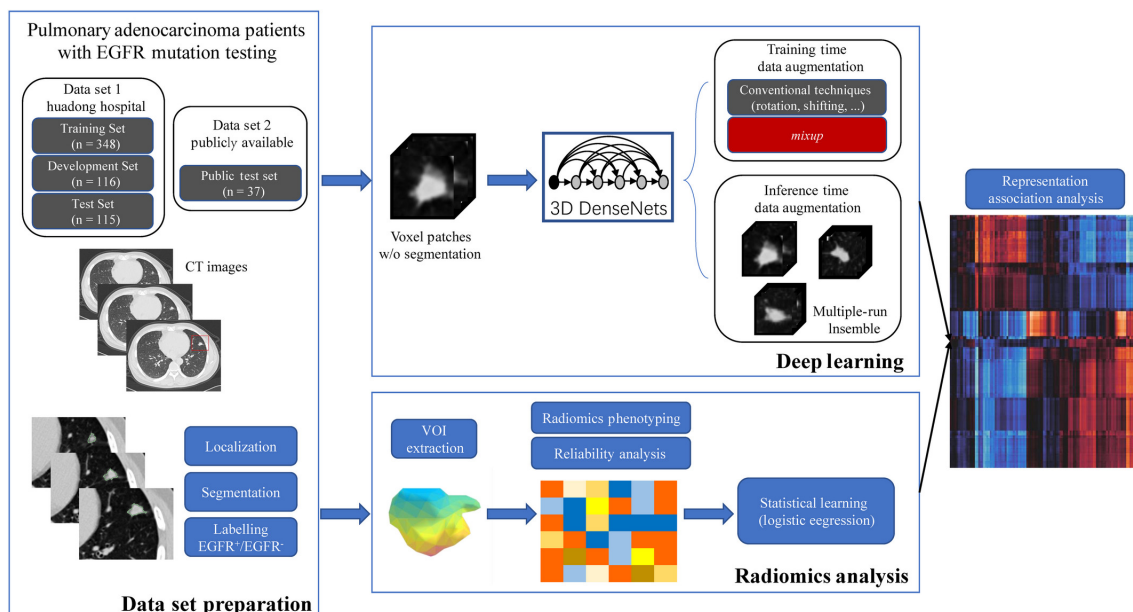 Pulmonary adenocarcinoma patients
with EGFR mutation testing
Data set 1
huadong hospital
Training Set
(n = 348)
Development Set
(n = 116)
Test Set
(n = 115)
Data set 2
publicly available
Public test set
(n = 37)
CT images
Localization
Segmentation
Labelling
EGFR⁺/EGFR⁻
Data set preparation
Voxel patches
w/o segmentation
3D DenseNets
Training time
data augmentation
Conventional techniques
(rotation, shifting, ...)
mixup
Inference time
data augmentation
Multiple-run
lnsemble
Deep learning
VOI
extraction
Radiomics phenotyping
Reliability analysis
Statistical learning
(logistic eegression)
Radiomics analysis
Representation
association analysis